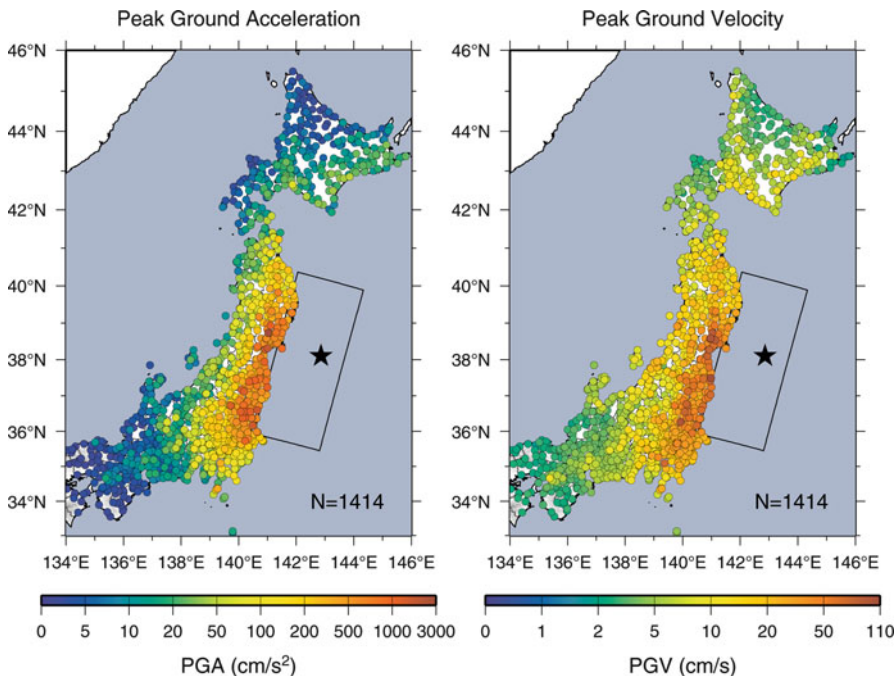 Peak Ground Acceleration
46°N
44°N
42°N
40°N
38°N
36°N
34°N
N=1414
134°E 136°E 138°E 140°E 142°E 144°E 146°E
0 5 10 20 50 100 200 500 1000 3000
PGA (cm/s²)
Peak Ground Velocity
46°N
44°N
42°N
40°N
38°N
36°N
34°N
N=1414
134°E 136°E 138°E 140°E 142°E 144°E 146°E
0 1 2 5 10 20 50 110
PGV (cm/s)